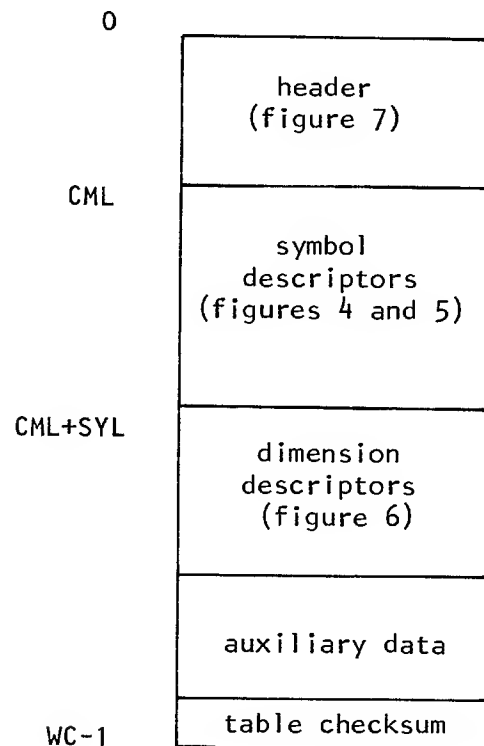 0
header
(figure 7)
CML
symbol
descriptors
(figures 4 and 5)
CML+SYL
dimension
descriptors
(figure 6)
auxiliary data
table checksum
WC-1